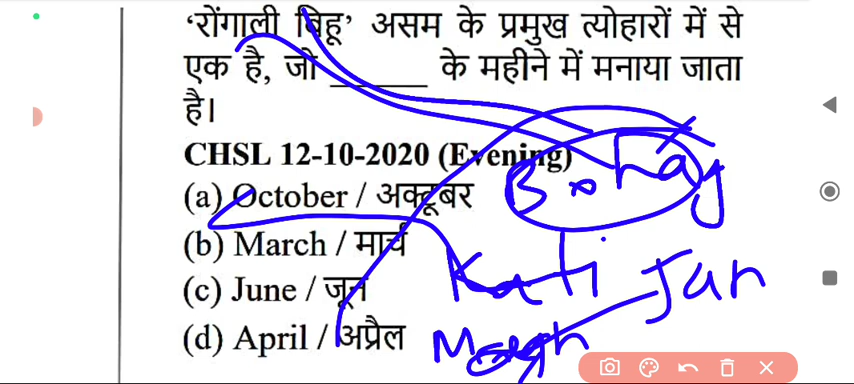 ‘रोंगाली बिहू’ असम के प्रमुख त्योहारों में से
एक है, जो ______ के महीने में मनाया जाता
है।
CHSL 12-10-2020 (Evening)
Bohag
(a) October / अक्टूबर
(b) March / मार्च
Kati
(c) June / जून
Jan
(d) April / अप्रैल
Magh